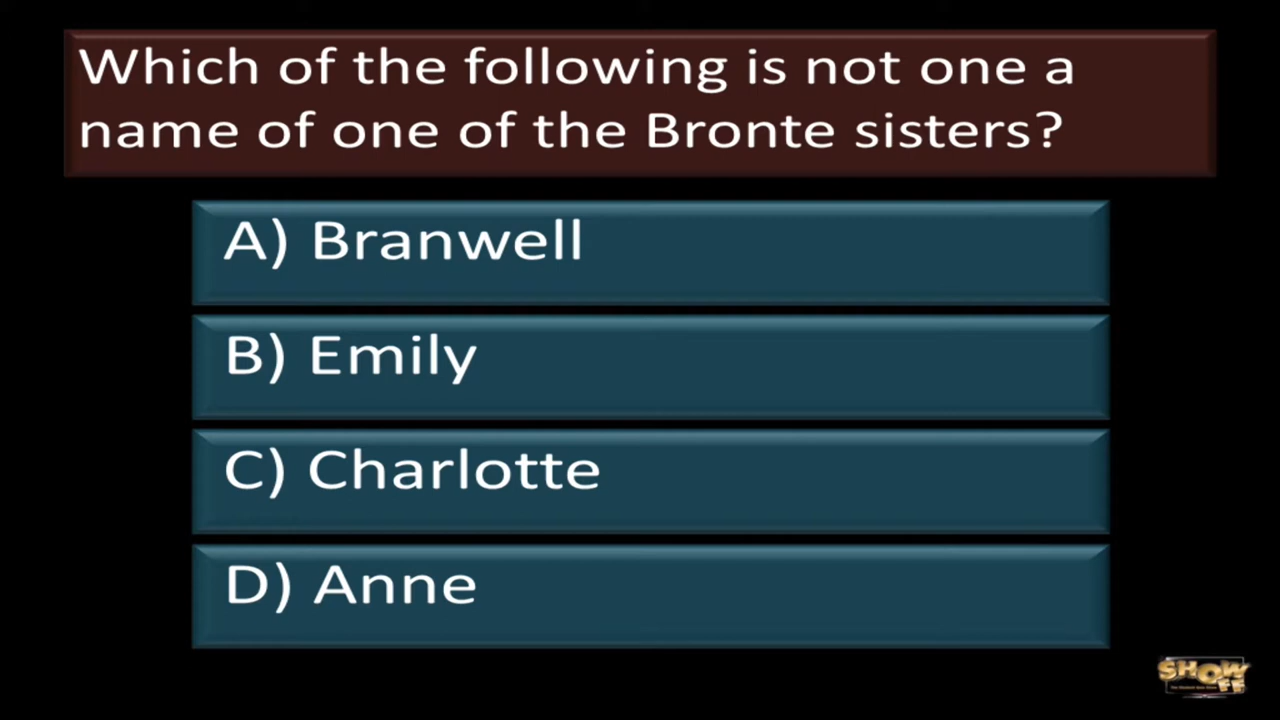 Which of the following is not one a
name of one of the Bronte sisters?
A) Branwell
B) Emily
C) Charlotte
D) Anne
SHOW
FF